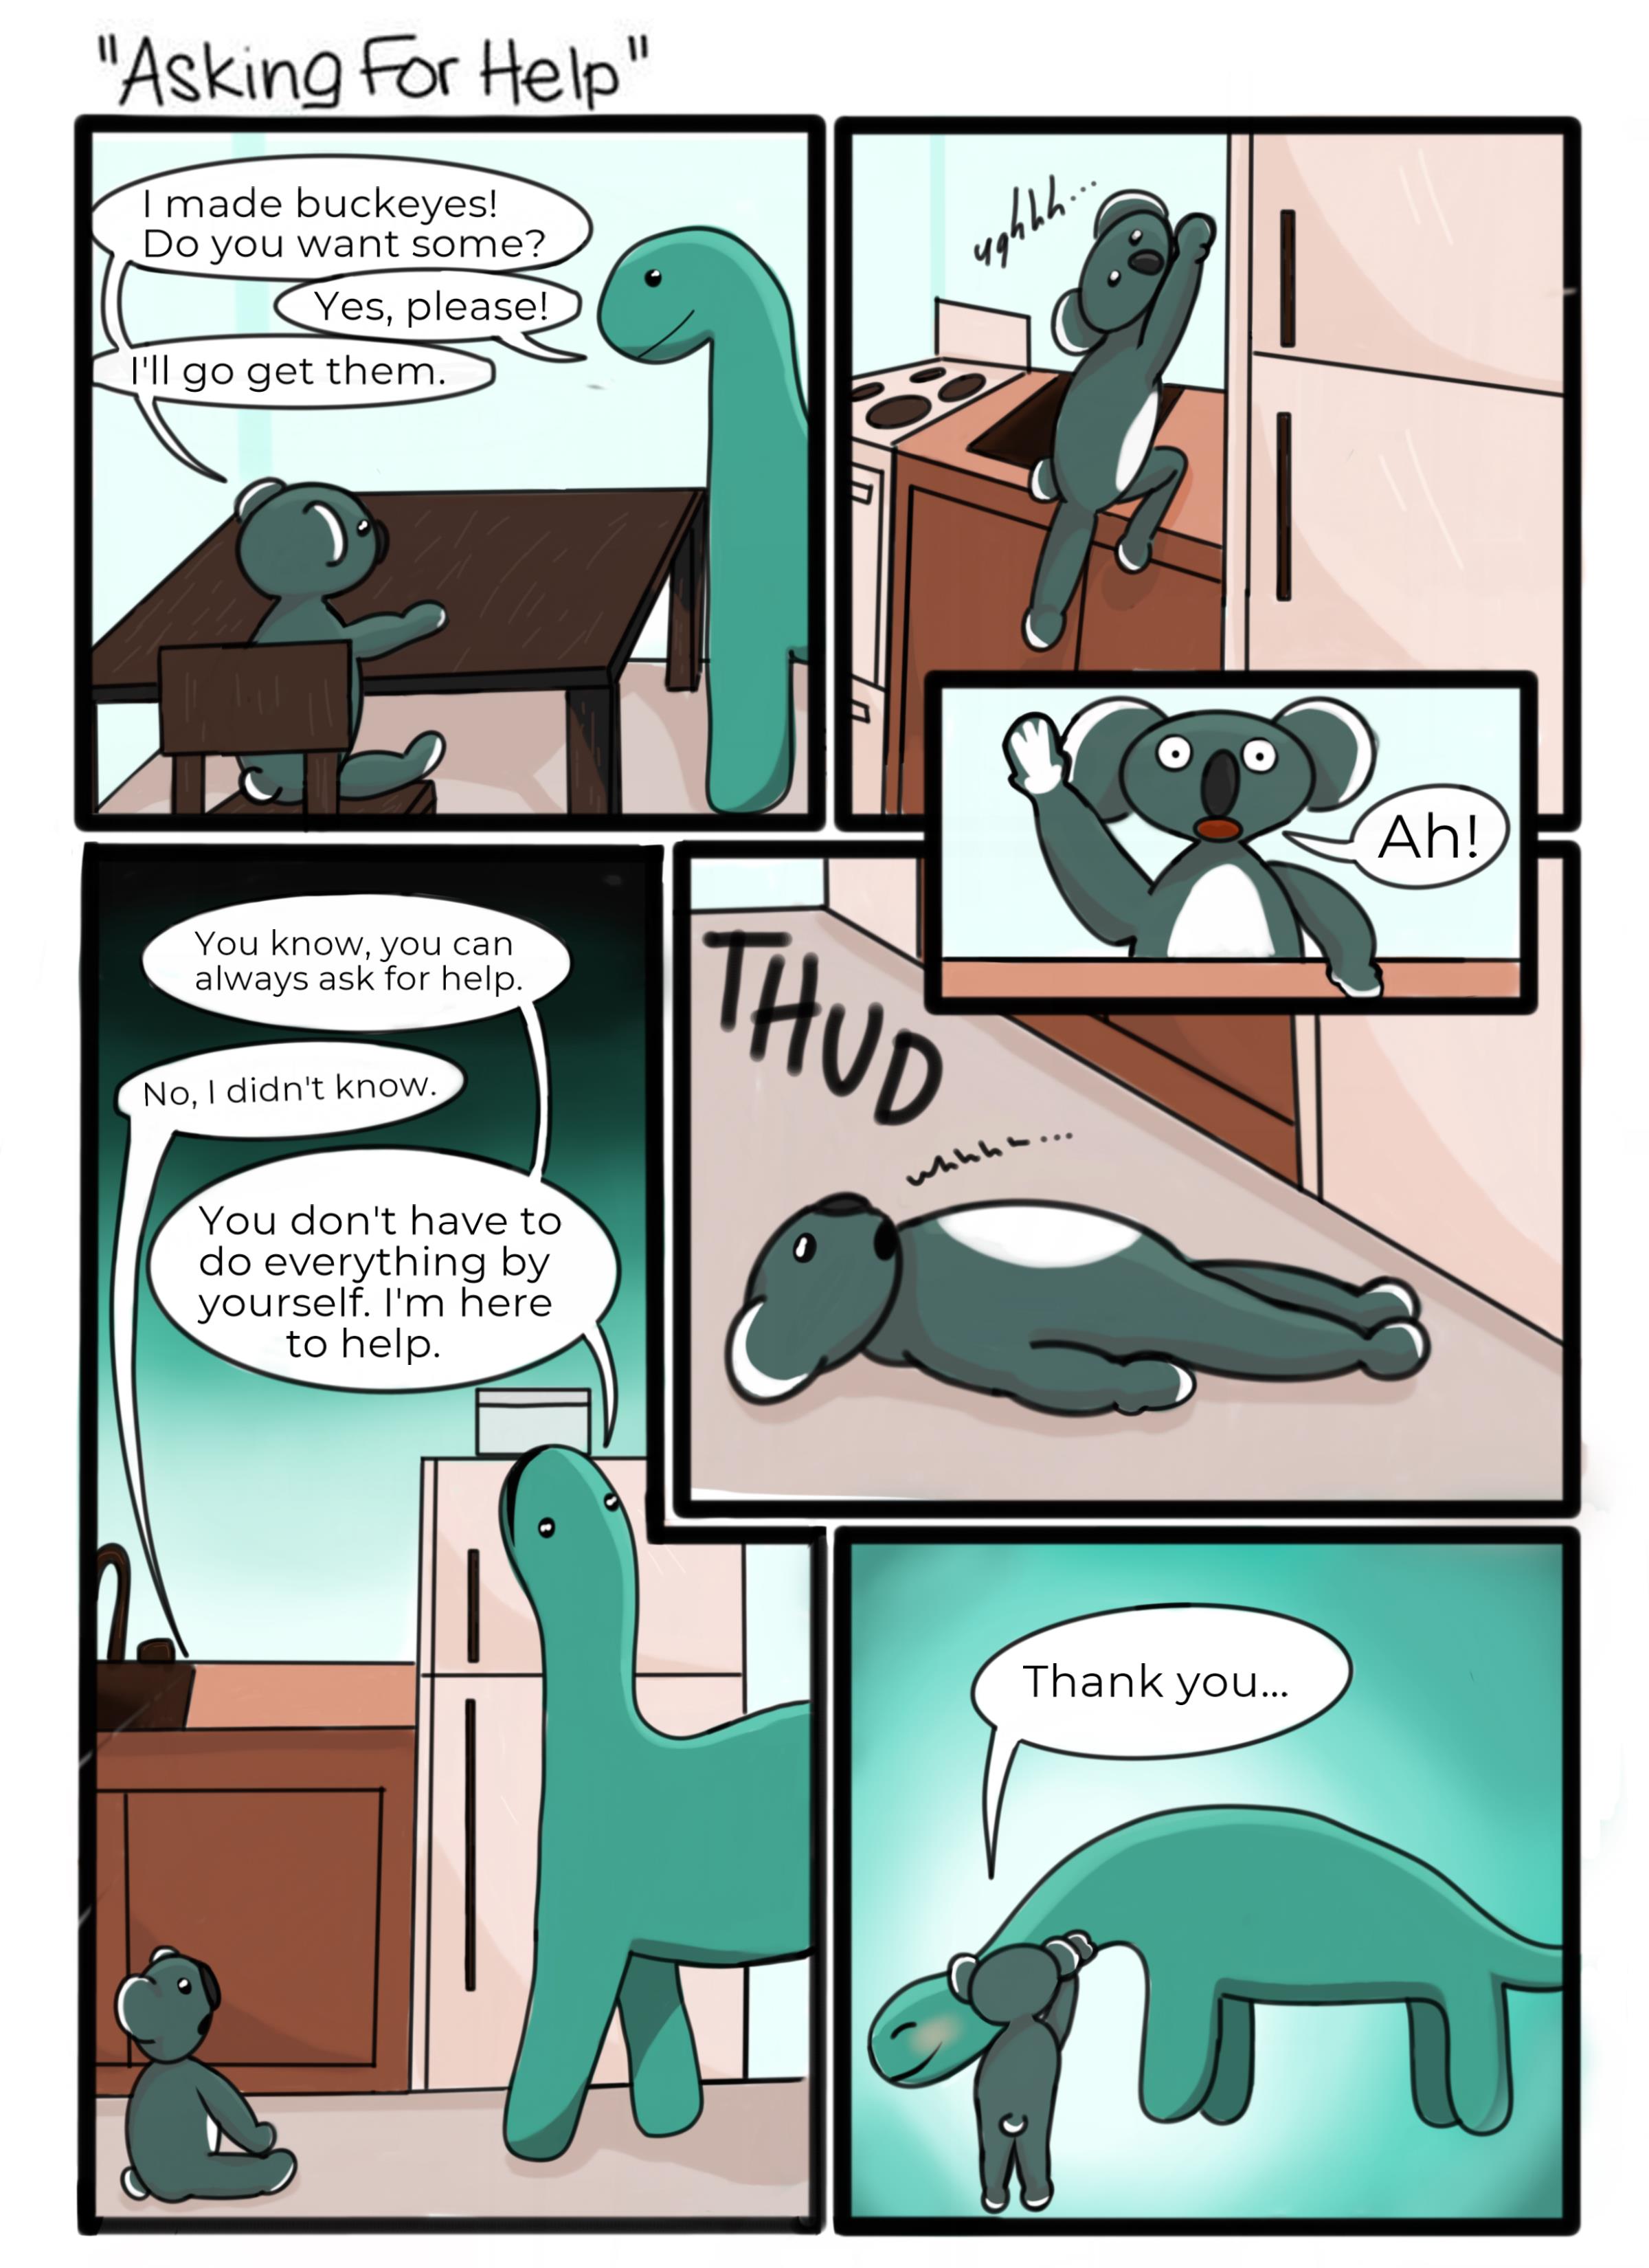 "Asking For Help"
I made buckeyes!
Do you want some?
Yes, please!
I'll go get them.
ughhh....
Ah!
THUD
uhhhh....
You know, you can
always ask for help.
No, I didn't know.
You don't have to
do everything by
yourself. I'm here
to help.
Thank you...